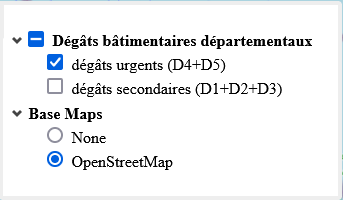 Dégâts bâtimentaires départementaux
dégâts urgents (D4+D5)
dégâts secondaires (D1+D2+D3)
Base Maps
None
OpenStreetMap